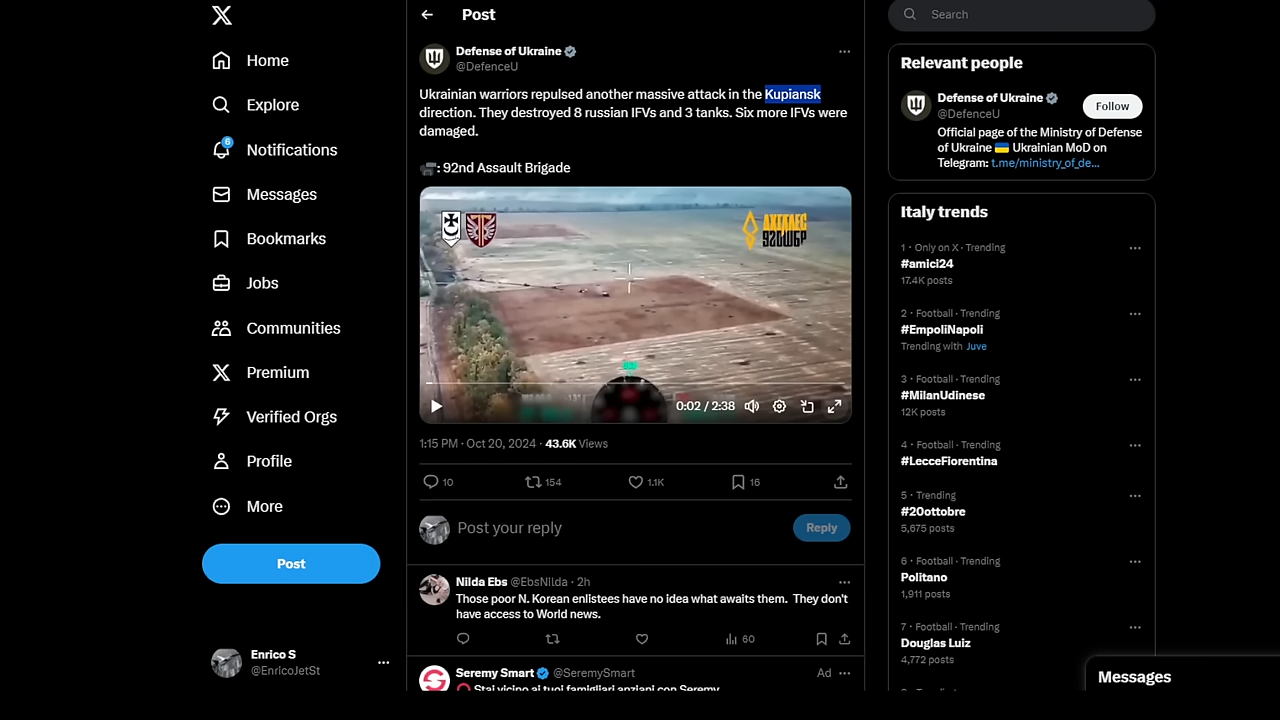 Home
Explore
6
Notifications
Messages
Bookmarks
Jobs
Communities
Premium
Verified Orgs
Profile
More
Post
Enrico S
@EnricoJetSt
Post
Defense of Ukraine
@DefenceU
Ukrainian warriors repulsed another massive attack in the Kupiansk
direction. They destroyed 8 russian IFVs and 3 tanks. Six more IFVs were
damaged.
: 92nd Assault Brigade
АХІЛЛЕС
92ОШБР
0:02 / 2:38
1:15 PM · Oct 20, 2024 · 43.6K Views
10
154
1.1K
16
Post your reply
Reply
Nilda Ebs @EbsNilda · 2h
Those poor N. Korean enlistees have no idea what awaits them. They don't
have access to World news.
60
Seremy Smart @SeremySmart
Ad
Stai vicino ai tuoi famigliari anziani con Seremy
Search
Relevant people
Defense of Ukraine
@DefenceU
Follow
Official page of the Ministry of Defense
of Ukraine 🇺🇦 Ukrainian MoD on
Telegram: t.me/ministry_of_de...
Italy trends
1 · Only on X · Trending
#amici24
17.4K posts
2 · Football · Trending
#EmpoliNapoli
Trending with Juve
3 · Football · Trending
#MilanUdinese
12K posts
4 · Football · Trending
#LecceFiorentina
5 · Trending
#20ottobre
5,675 posts
6 · Football · Trending
Politano
1,911 posts
7 · Football · Trending
Douglas Luiz
4,772 posts
Messages